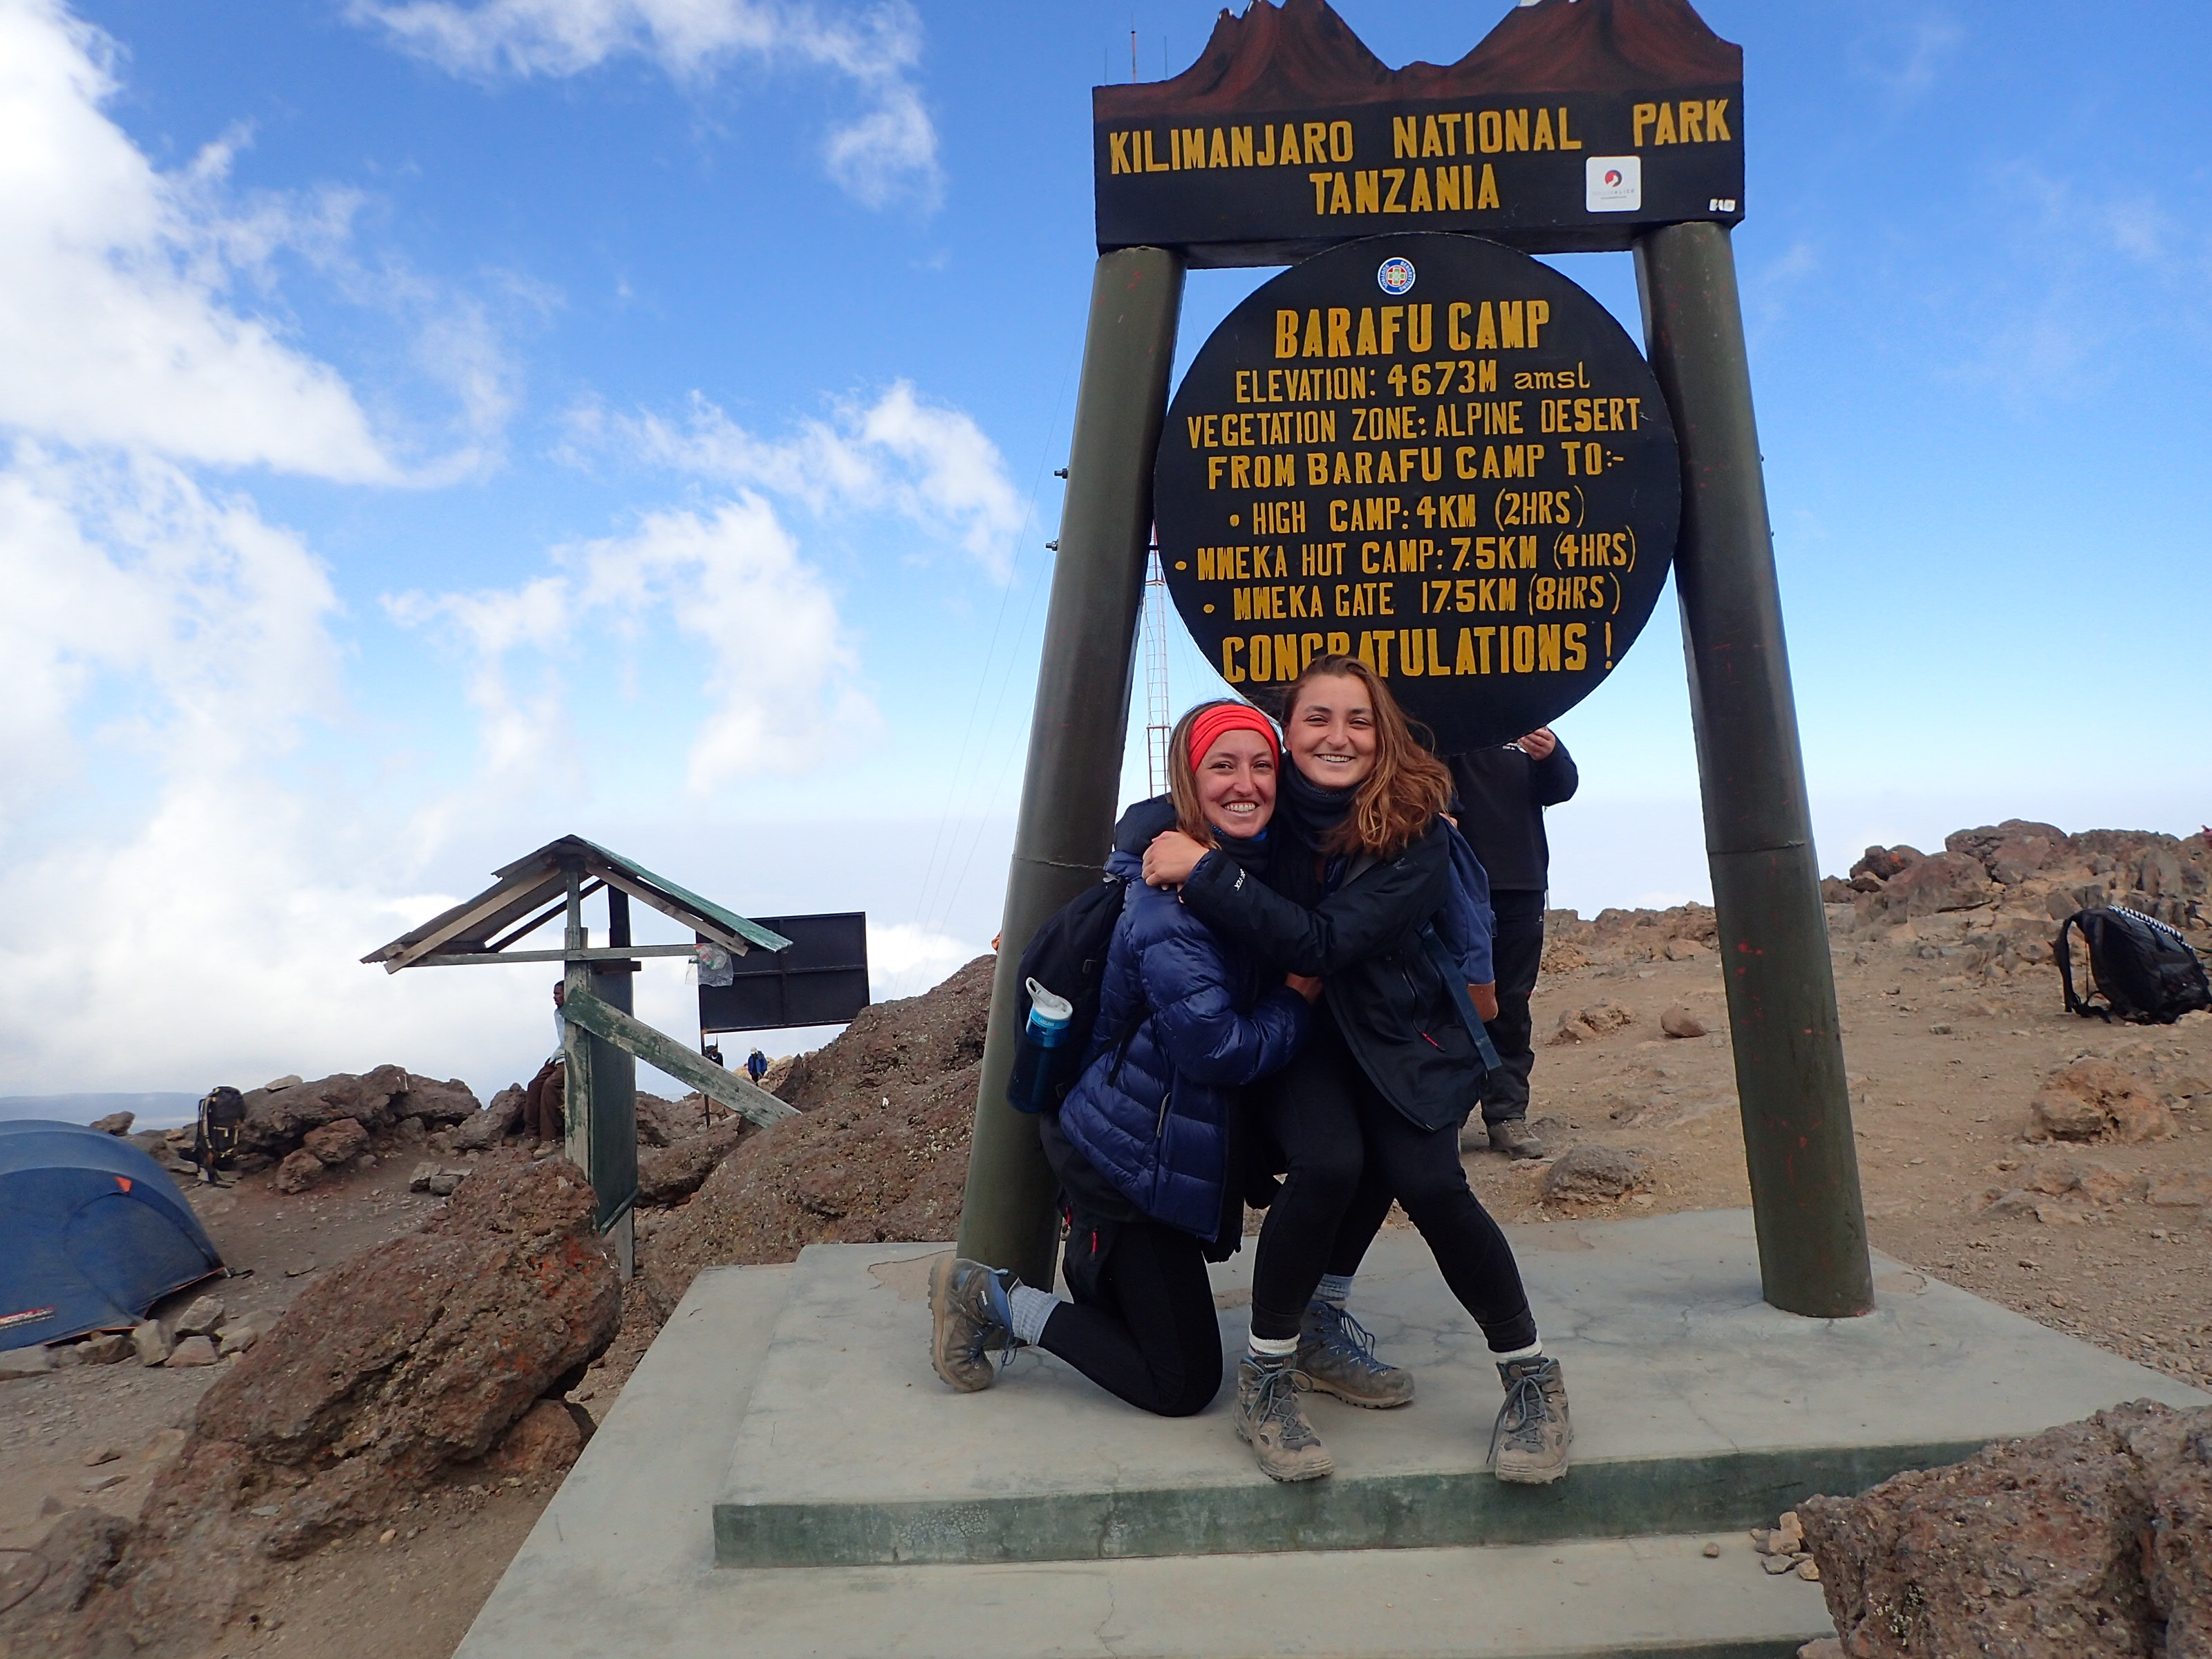 KILIMANJARO NATIONAL PARK
TANZANIA
BARAFU CAMP
ELEVATION: 4673M amsl
VEGETATION ZONE: ALPINE DESERT
FROM BARAFU CAMP TO:-
• HIGH CAMP: 4KM (2HRS)
• MWEKA HUT CAMP: 7.5KM (4HRS)
• MWEKA GATE 17.5KM (8HRS)
CONGRATULATIONS !